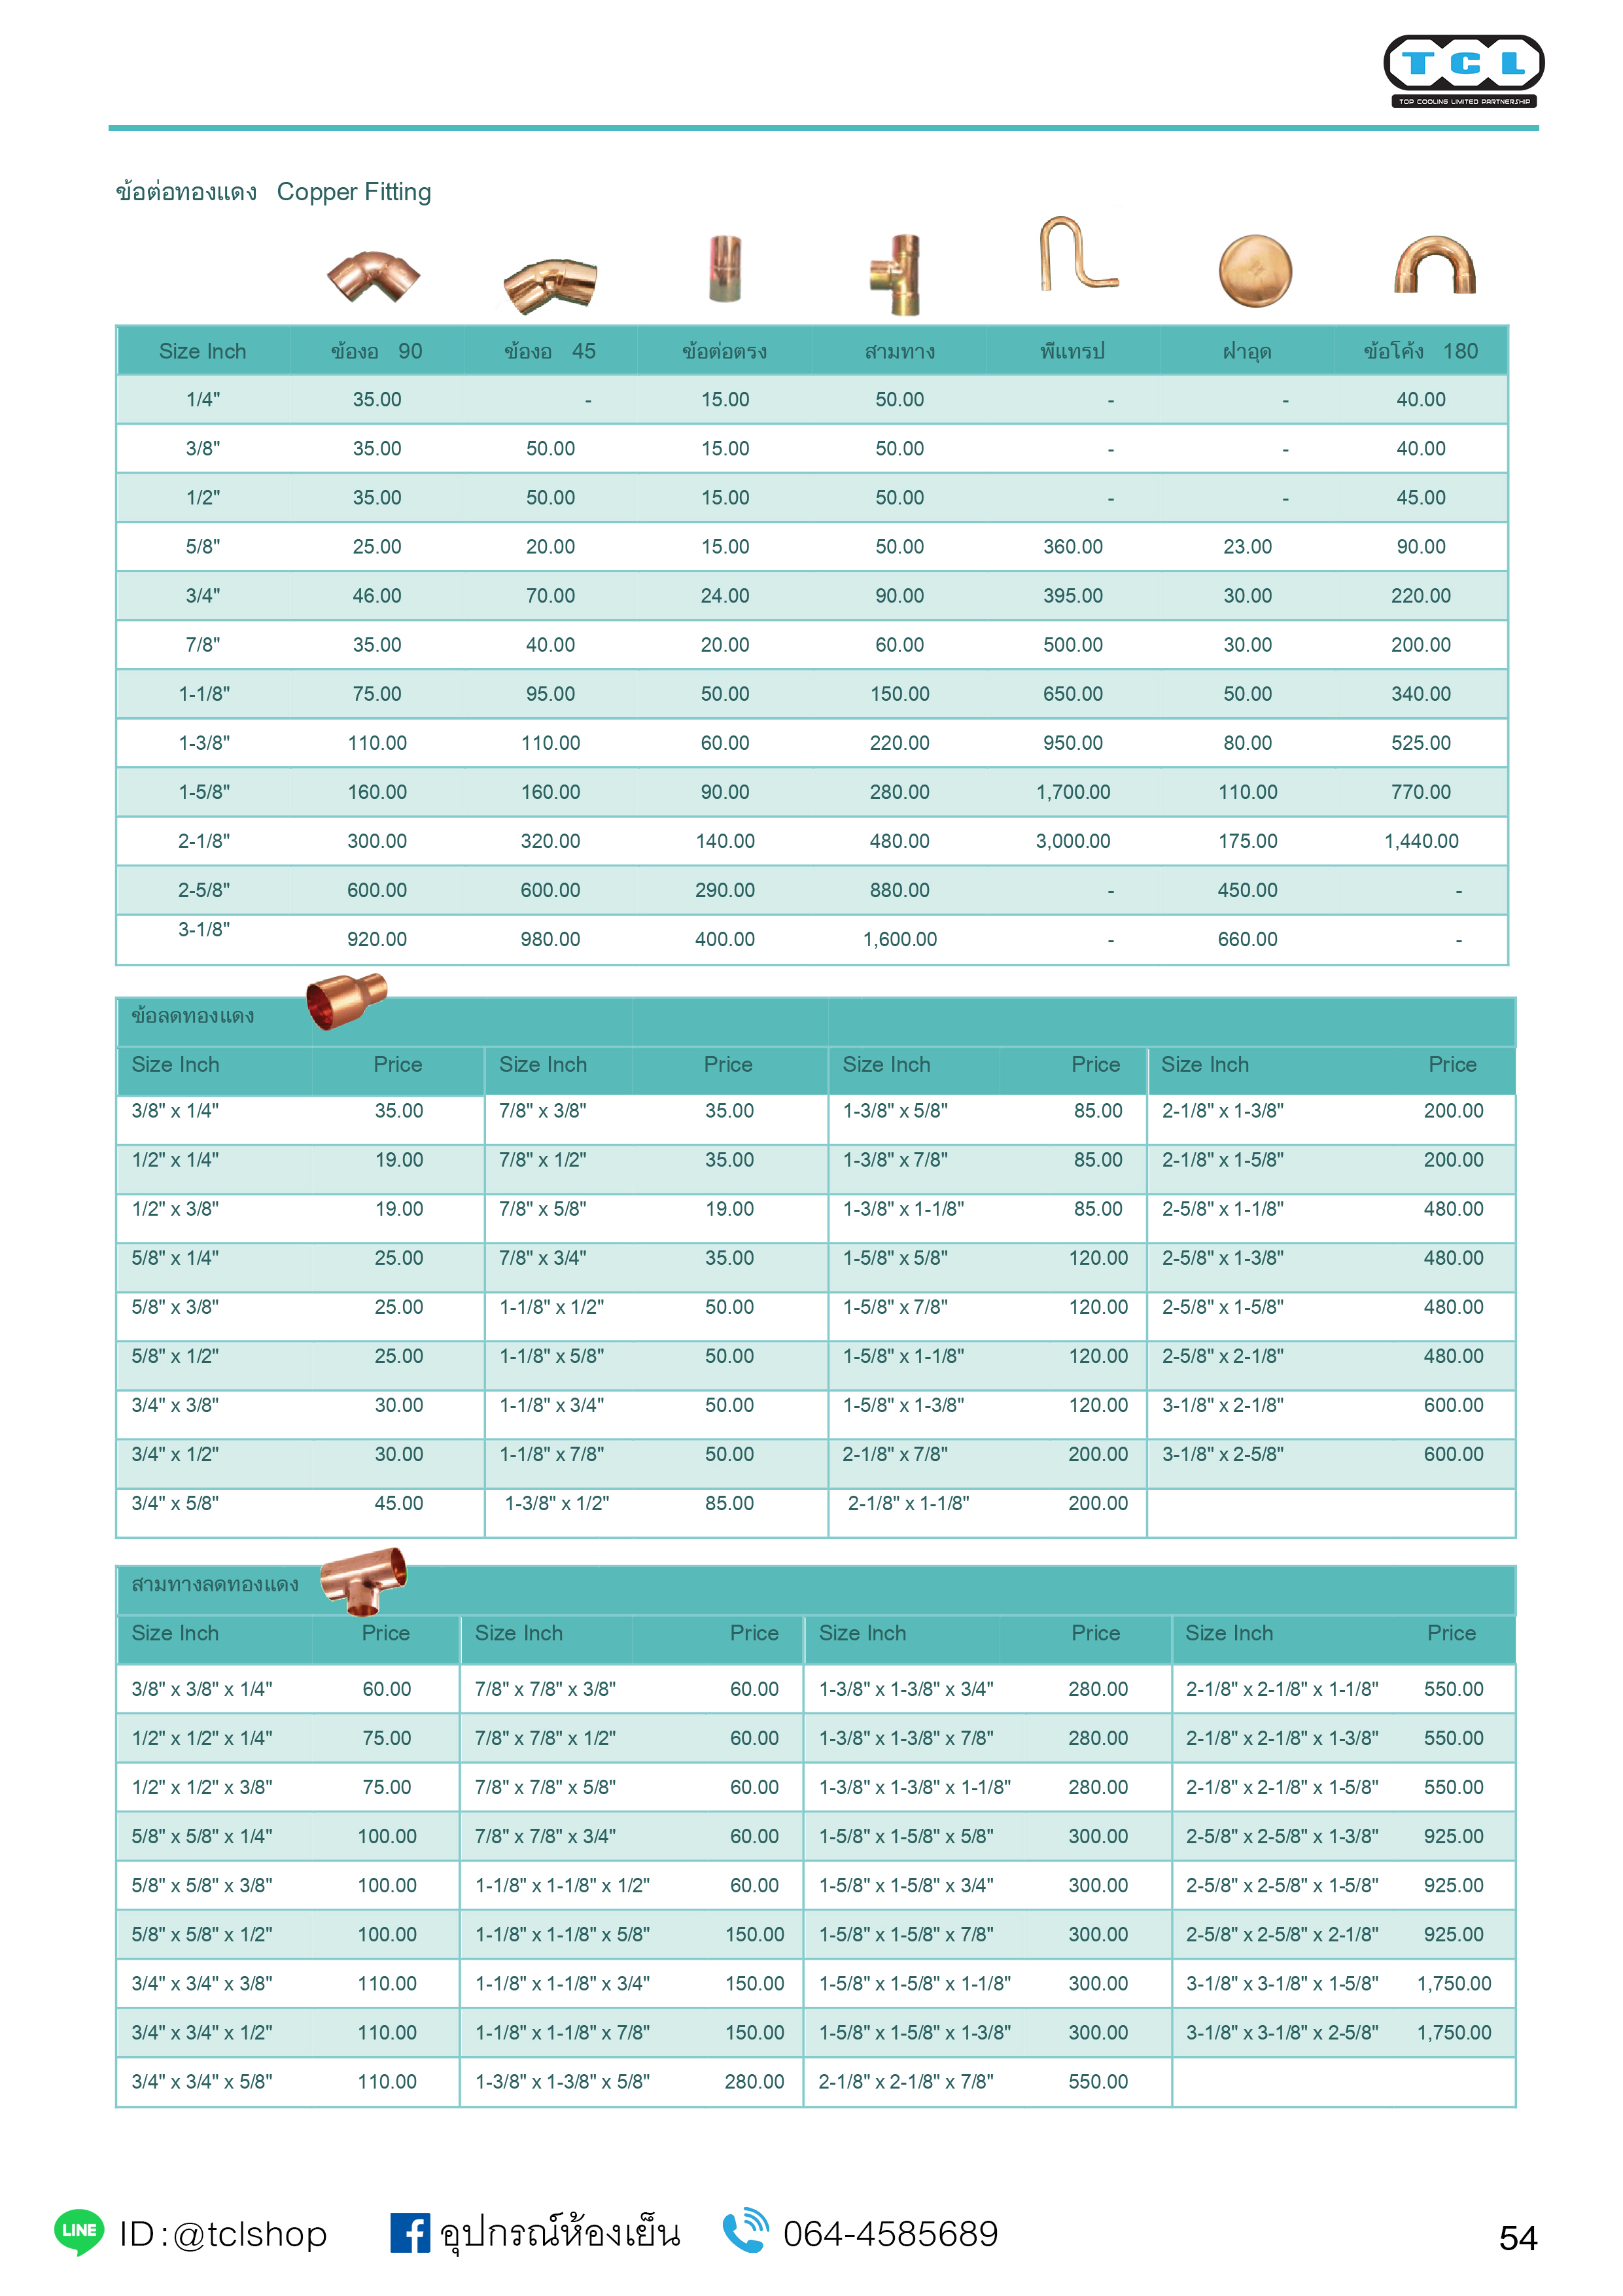 TCL
TOP COOLING LIMITED PARTNERSHIP
ข้อต่อทองแดง Copper Fitting
Size Inch ข้องอ 90 ข้องอ 45 ข้อต่อตรง สามทาง พีแทรป ฝาอุด ข้อโค้ง 180
1/4" 35.00 - 15.00 50.00 - - 40.00
3/8" 35.00 50.00 15.00 50.00 - - 40.00
1/2" 35.00 50.00 15.00 50.00 - - 45.00
5/8" 25.00 20.00 15.00 50.00 360.00 23.00 90.00
3/4" 46.00 70.00 24.00 90.00 395.00 30.00 220.00
7/8" 35.00 40.00 20.00 60.00 500.00 30.00 200.00
1-1/8" 75.00 95.00 50.00 150.00 650.00 50.00 340.00
1-3/8" 110.00 110.00 60.00 220.00 950.00 80.00 525.00
1-5/8" 160.00 160.00 90.00 280.00 1,700.00 110.00 770.00
2-1/8" 300.00 320.00 140.00 480.00 3,000.00 175.00 1,440.00
2-5/8" 600.00 600.00 290.00 880.00 - 450.00 -
3-1/8" 920.00 980.00 400.00 1,600.00 - 660.00 -
ข้อลดทองแดง
Size Inch Price Size Inch Price Size Inch Price Size Inch Price
3/8" x 1/4" 35.00 7/8" x 3/8" 35.00 1-3/8" x 5/8" 85.00 2-1/8" x 1-3/8" 200.00
1/2" x 1/4" 19.00 7/8" x 1/2" 35.00 1-3/8" x 7/8" 85.00 2-1/8" x 1-5/8" 200.00
1/2" x 3/8" 19.00 7/8" x 5/8" 19.00 1-3/8" x 1-1/8" 85.00 2-5/8" x 1-1/8" 480.00
5/8" x 1/4" 25.00 7/8" x 3/4" 35.00 1-5/8" x 5/8" 120.00 2-5/8" x 1-3/8" 480.00
5/8" x 3/8" 25.00 1-1/8" x 1/2" 50.00 1-5/8" x 7/8" 120.00 2-5/8" x 1-5/8" 480.00
5/8" x 1/2" 25.00 1-1/8" x 5/8" 50.00 1-5/8" x 1-1/8" 120.00 2-5/8" x 2-1/8" 480.00
3/4" x 3/8" 30.00 1-1/8" x 3/4" 50.00 1-5/8" x 1-3/8" 120.00 3-1/8" x 2-1/8" 600.00
3/4" x 1/2" 30.00 1-1/8" x 7/8" 50.00 2-1/8" x 7/8" 200.00 3-1/8" x 2-5/8" 600.00
3/4" x 5/8" 45.00 1-3/8" x 1/2" 85.00 2-1/8" x 1-1/8" 200.00
สามทางลดทองแดง
Size Inch Price Size Inch Price Size Inch Price Size Inch Price
3/8" x 3/8" x 1/4" 60.00 7/8" x 7/8" x 3/8" 60.00 1-3/8" x 1-3/8" x 3/4" 280.00 2-1/8" x 2-1/8" x 1-1/8" 550.00
1/2" x 1/2" x 1/4" 75.00 7/8" x 7/8" x 1/2" 60.00 1-3/8" x 1-3/8" x 7/8" 280.00 2-1/8" x 2-1/8" x 1-3/8" 550.00
1/2" x 1/2" x 3/8" 75.00 7/8" x 7/8" x 5/8" 60.00 1-3/8" x 1-3/8" x 1-1/8" 280.00 2-1/8" x 2-1/8" x 1-5/8" 550.00
5/8" x 5/8" x 1/4" 100.00 7/8" x 7/8" x 3/4" 60.00 1-5/8" x 1-5/8" x 5/8" 300.00 2-5/8" x 2-5/8" x 1-3/8" 925.00
5/8" x 5/8" x 3/8" 100.00 1-1/8" x 1-1/8" x 1/2" 60.00 1-5/8" x 1-5/8" x 3/4" 300.00 2-5/8" x 2-5/8" x 1-5/8" 925.00
5/8" x 5/8" x 1/2" 100.00 1-1/8" x 1-1/8" x 5/8" 150.00 1-5/8" x 1-5/8" x 7/8" 300.00 2-5/8" x 2-5/8" x 2-1/8" 925.00
3/4" x 3/4" x 3/8" 110.00 1-1/8" x 1-1/8" x 3/4" 150.00 1-5/8" x 1-5/8" x 1-1/8" 300.00 3-1/8" x 3-1/8" x 1-5/8" 1,750.00
3/4" x 3/4" x 1/2" 110.00 1-1/8" x 1-1/8" x 7/8" 150.00 1-5/8" x 1-5/8" x 1-3/8" 300.00 3-1/8" x 3-1/8" x 2-5/8" 1,750.00
3/4" x 3/4" x 5/8" 110.00 1-3/8" x 1-3/8" x 5/8" 280.00 2-1/8" x 2-1/8" x 7/8" 550.00
LINE ID : @tclshop f อุปกรณ์ห้องเย็น 064-4585689 54